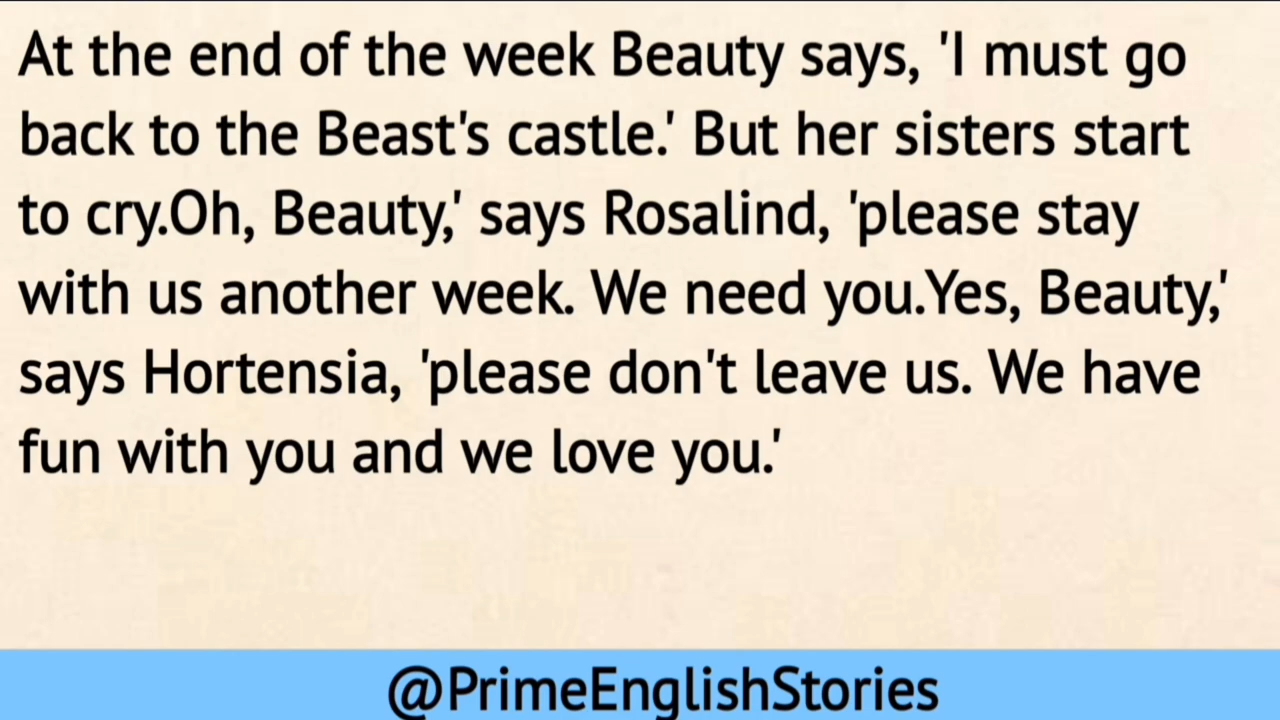 At the end of the week Beauty says, 'I must go
back to the Beast's castle.' But her sisters start
to cry.Oh, Beauty,' says Rosalind, 'please stay
with us another week. We need you.Yes, Beauty,'
says Hortensia, 'please don't leave us. We have
fun with you and we love you.'
@PrimeEnglishStories